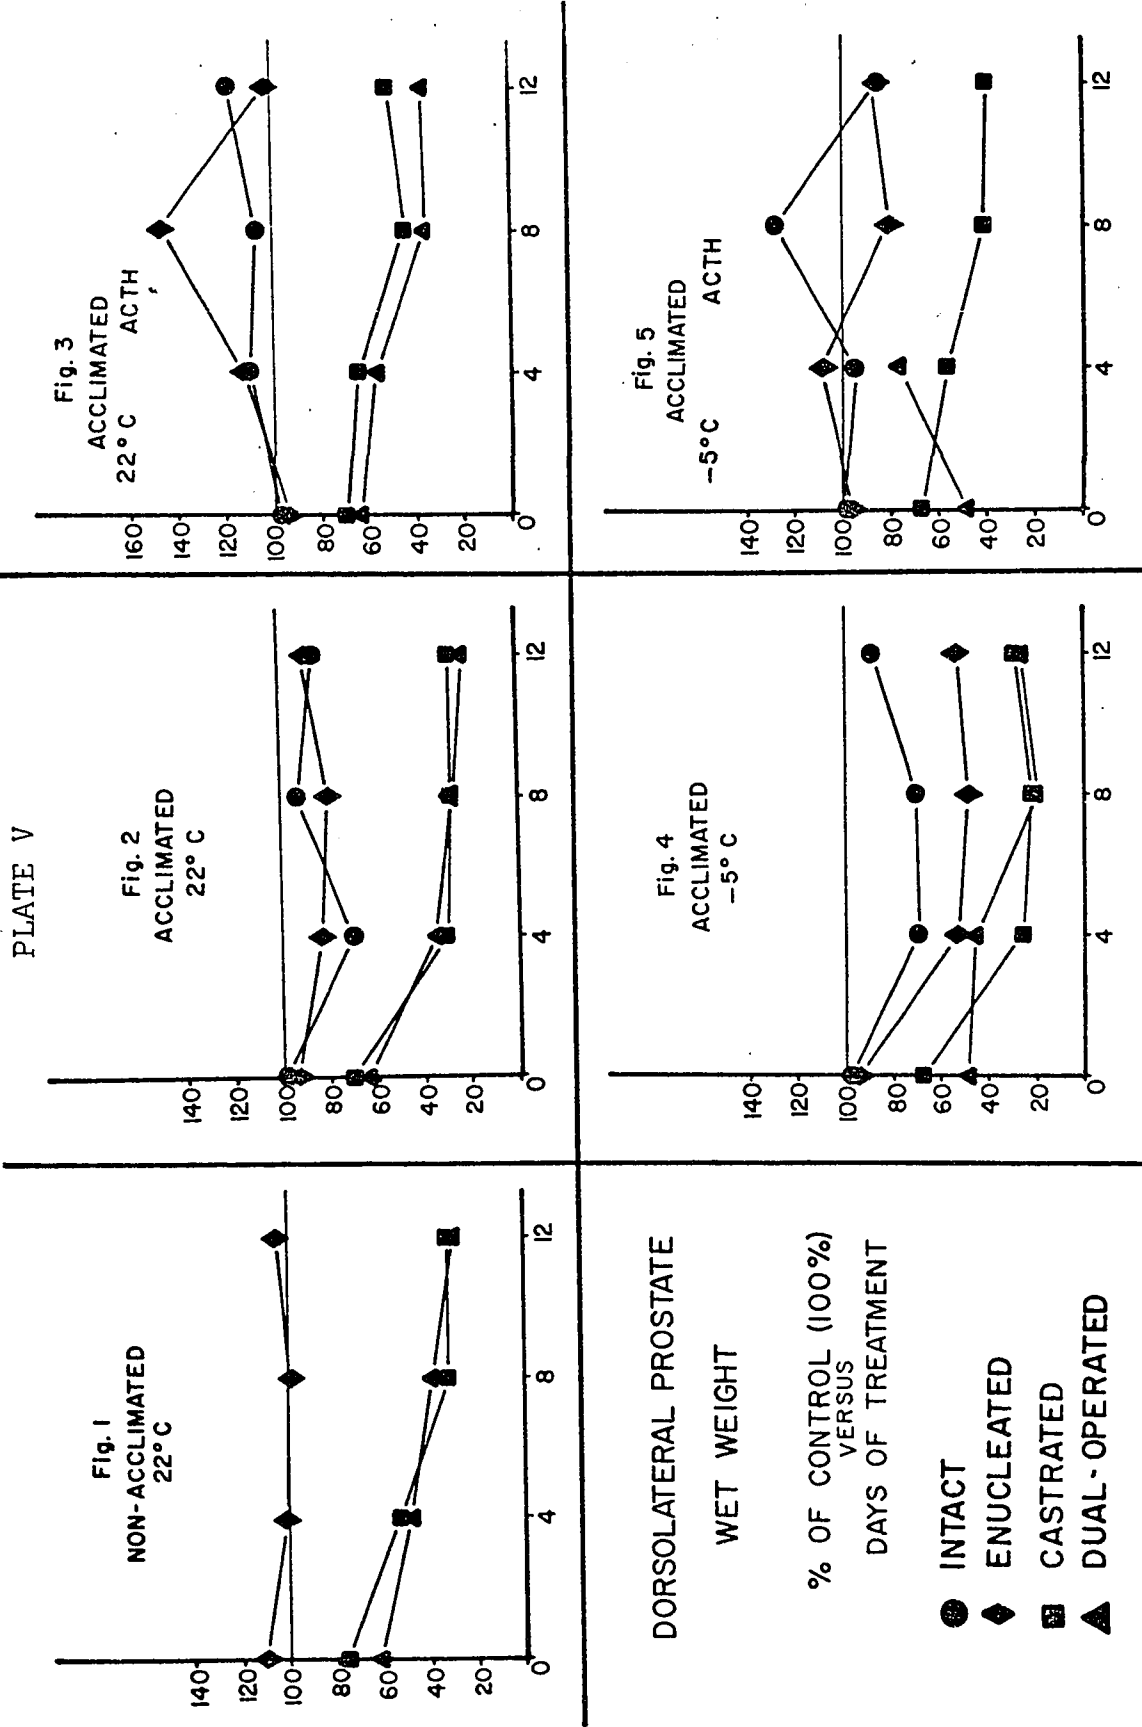 PLATE V
Fig. 1
NON-ACCLIMATED
22°C
140
120
100
80
60
40
20
0
4
8
12
Fig. 2
ACCLIMATED
22° C
140
120
100
80
60
40
20
0
4
8
12
Fig. 3
ACCLIMATED
22° C ACTH
160
140
120
100
80
60
40
20
0
4
8
12
DORSOLATERAL PROSTATE
WET WEIGHT
% OF CONTROL (100%)
VERSUS
DAYS OF TREATMENT
INTACT
ENUCLEATED
CASTRATED
DUAL-OPERATED
Fig. 4
ACCLIMATED
-5° C
140
120
100
80
60
40
20
0
4
8
12
Fig. 5
ACCLIMATED
-5°C ACTH
140
120
100
80
60
40
20
0
4
8
12